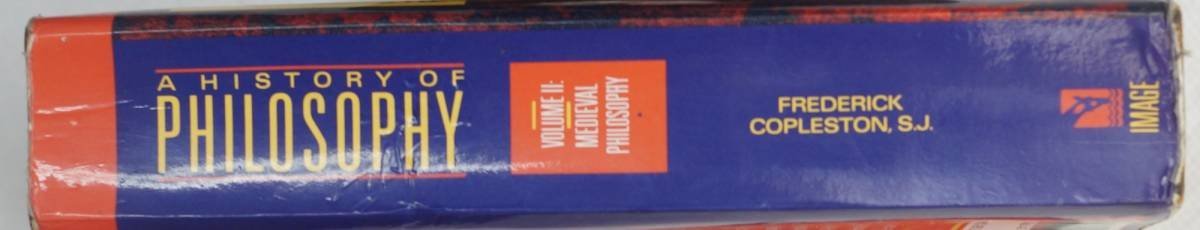 A HISTORY OF
PHILOSOPHY
VOLUME II:
MEDIEVAL
PHILOSOPHY
FREDERICK
COPLESTON, S.J.
IMAGE